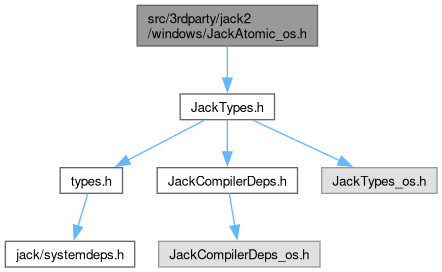 src/3rdparty/jack2
/windows/JackAtomic_os.h
JackTypes.h
types.h
JackCompilerDeps.h
JackTypes_os.h
jack/systemdeps.h
JackCompilerDeps_os.h